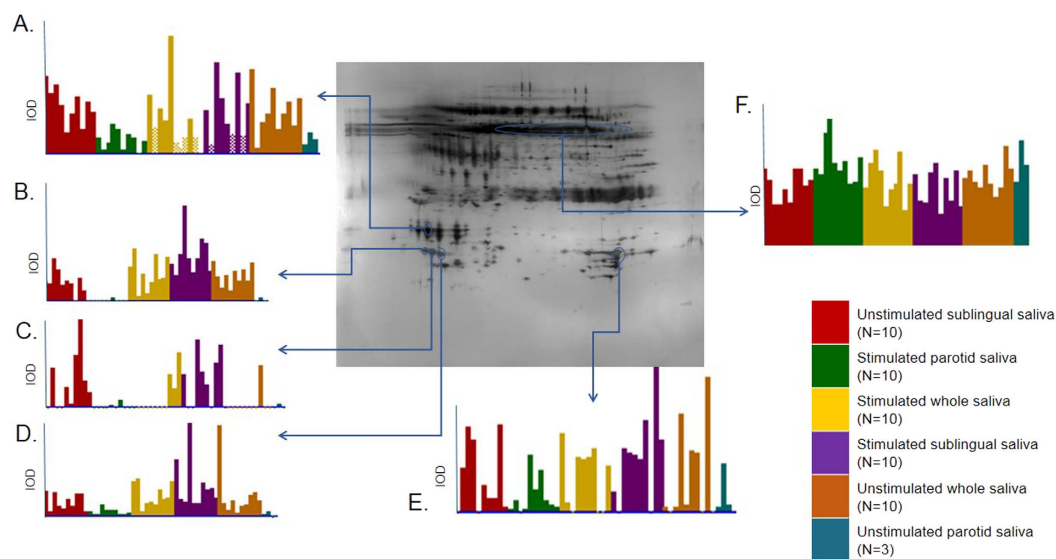 A.
IOD
B.
IOD
C.
IOD
D.
IOD
E.
IOD
F.
IOD
Unstimulated sublingual saliva
(N=10)
Stimulated parotid saliva
(N=10)
Stimulated whole saliva
(N=10)
Stimulated sublingual saliva
(N=10)
Unstimulated whole saliva
(N=10)
Unstimulated parotid saliva
(N=3)